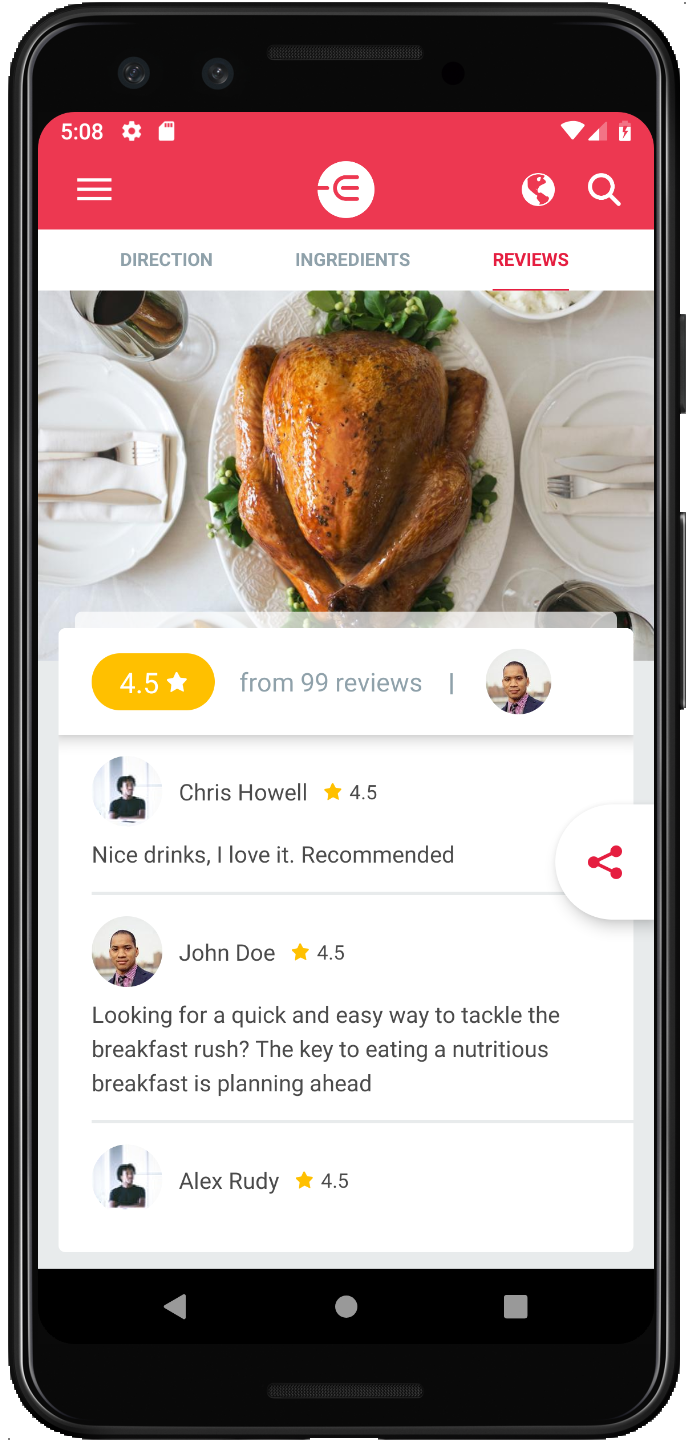 5:08
DIRECTION INGREDIENTS REVIEWS
4.5 from 99 reviews |
Chris Howell 4.5
Nice drinks, I love it. Recommended
John Doe 4.5
Looking for a quick and easy way to tackle the
breakfast rush? The key to eating a nutritious
breakfast is planning ahead
Alex Rudy 4.5